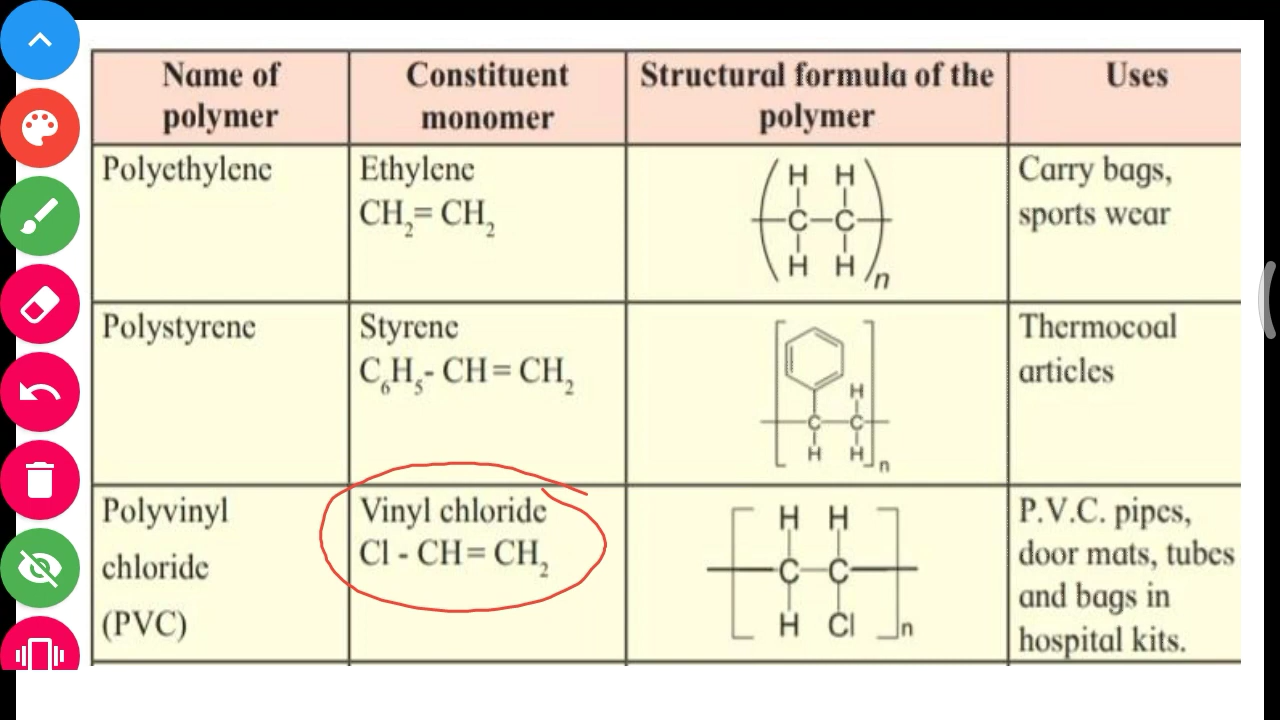 Name of polymer
Constituent monomer
Structural formula of the polymer
Uses
Polyethylene
Ethylene
CH₂= CH₂
H H
C C
H H
n
Carry bags,
sports wear
Polystyrene
Styrene
C₆H₅- CH = CH₂
H
C C
H H
n
Thermocoal
articles
Polyvinyl
chloride
(PVC)
Vinyl chloride
Cl - CH = CH₂
H H
C C
H Cl
n
P.V.C. pipes,
door mats, tubes
and bags in
hospital kits.